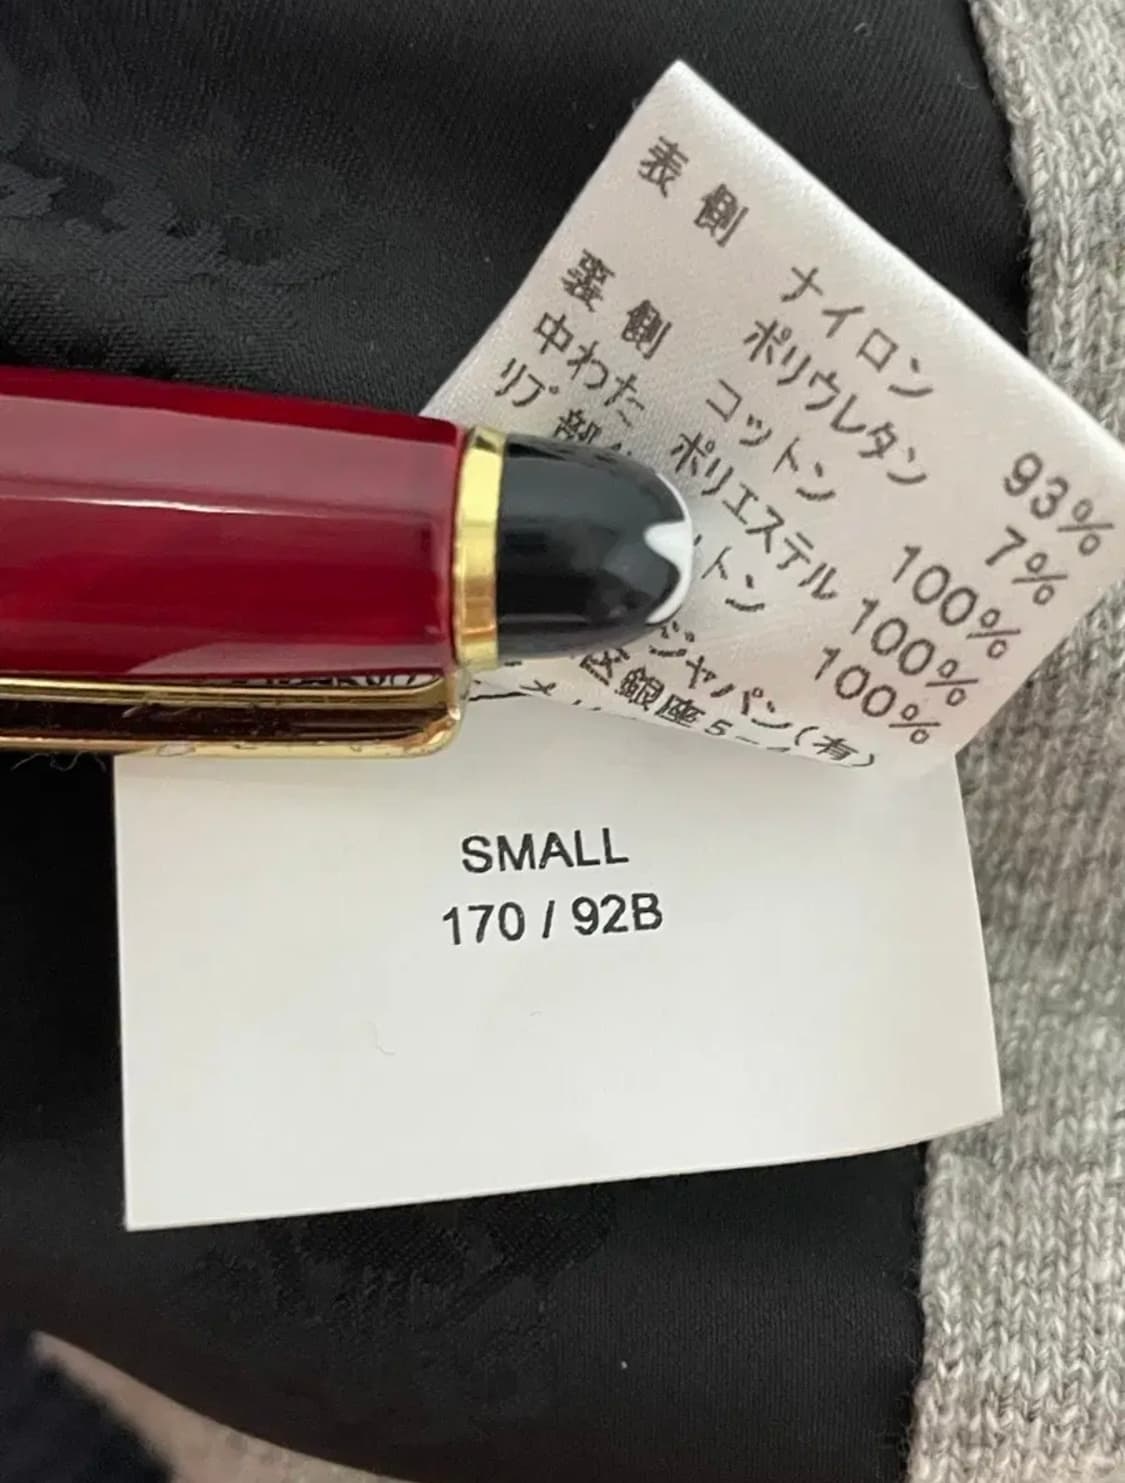 表側 ナイロン 93%
ポリウレタン 7%
裏側 コットン 100%
中わた ポリエステル 100%
リブ部 トン 100%
ジャパン(有)
区銀座5-
SMALL
170 / 92B